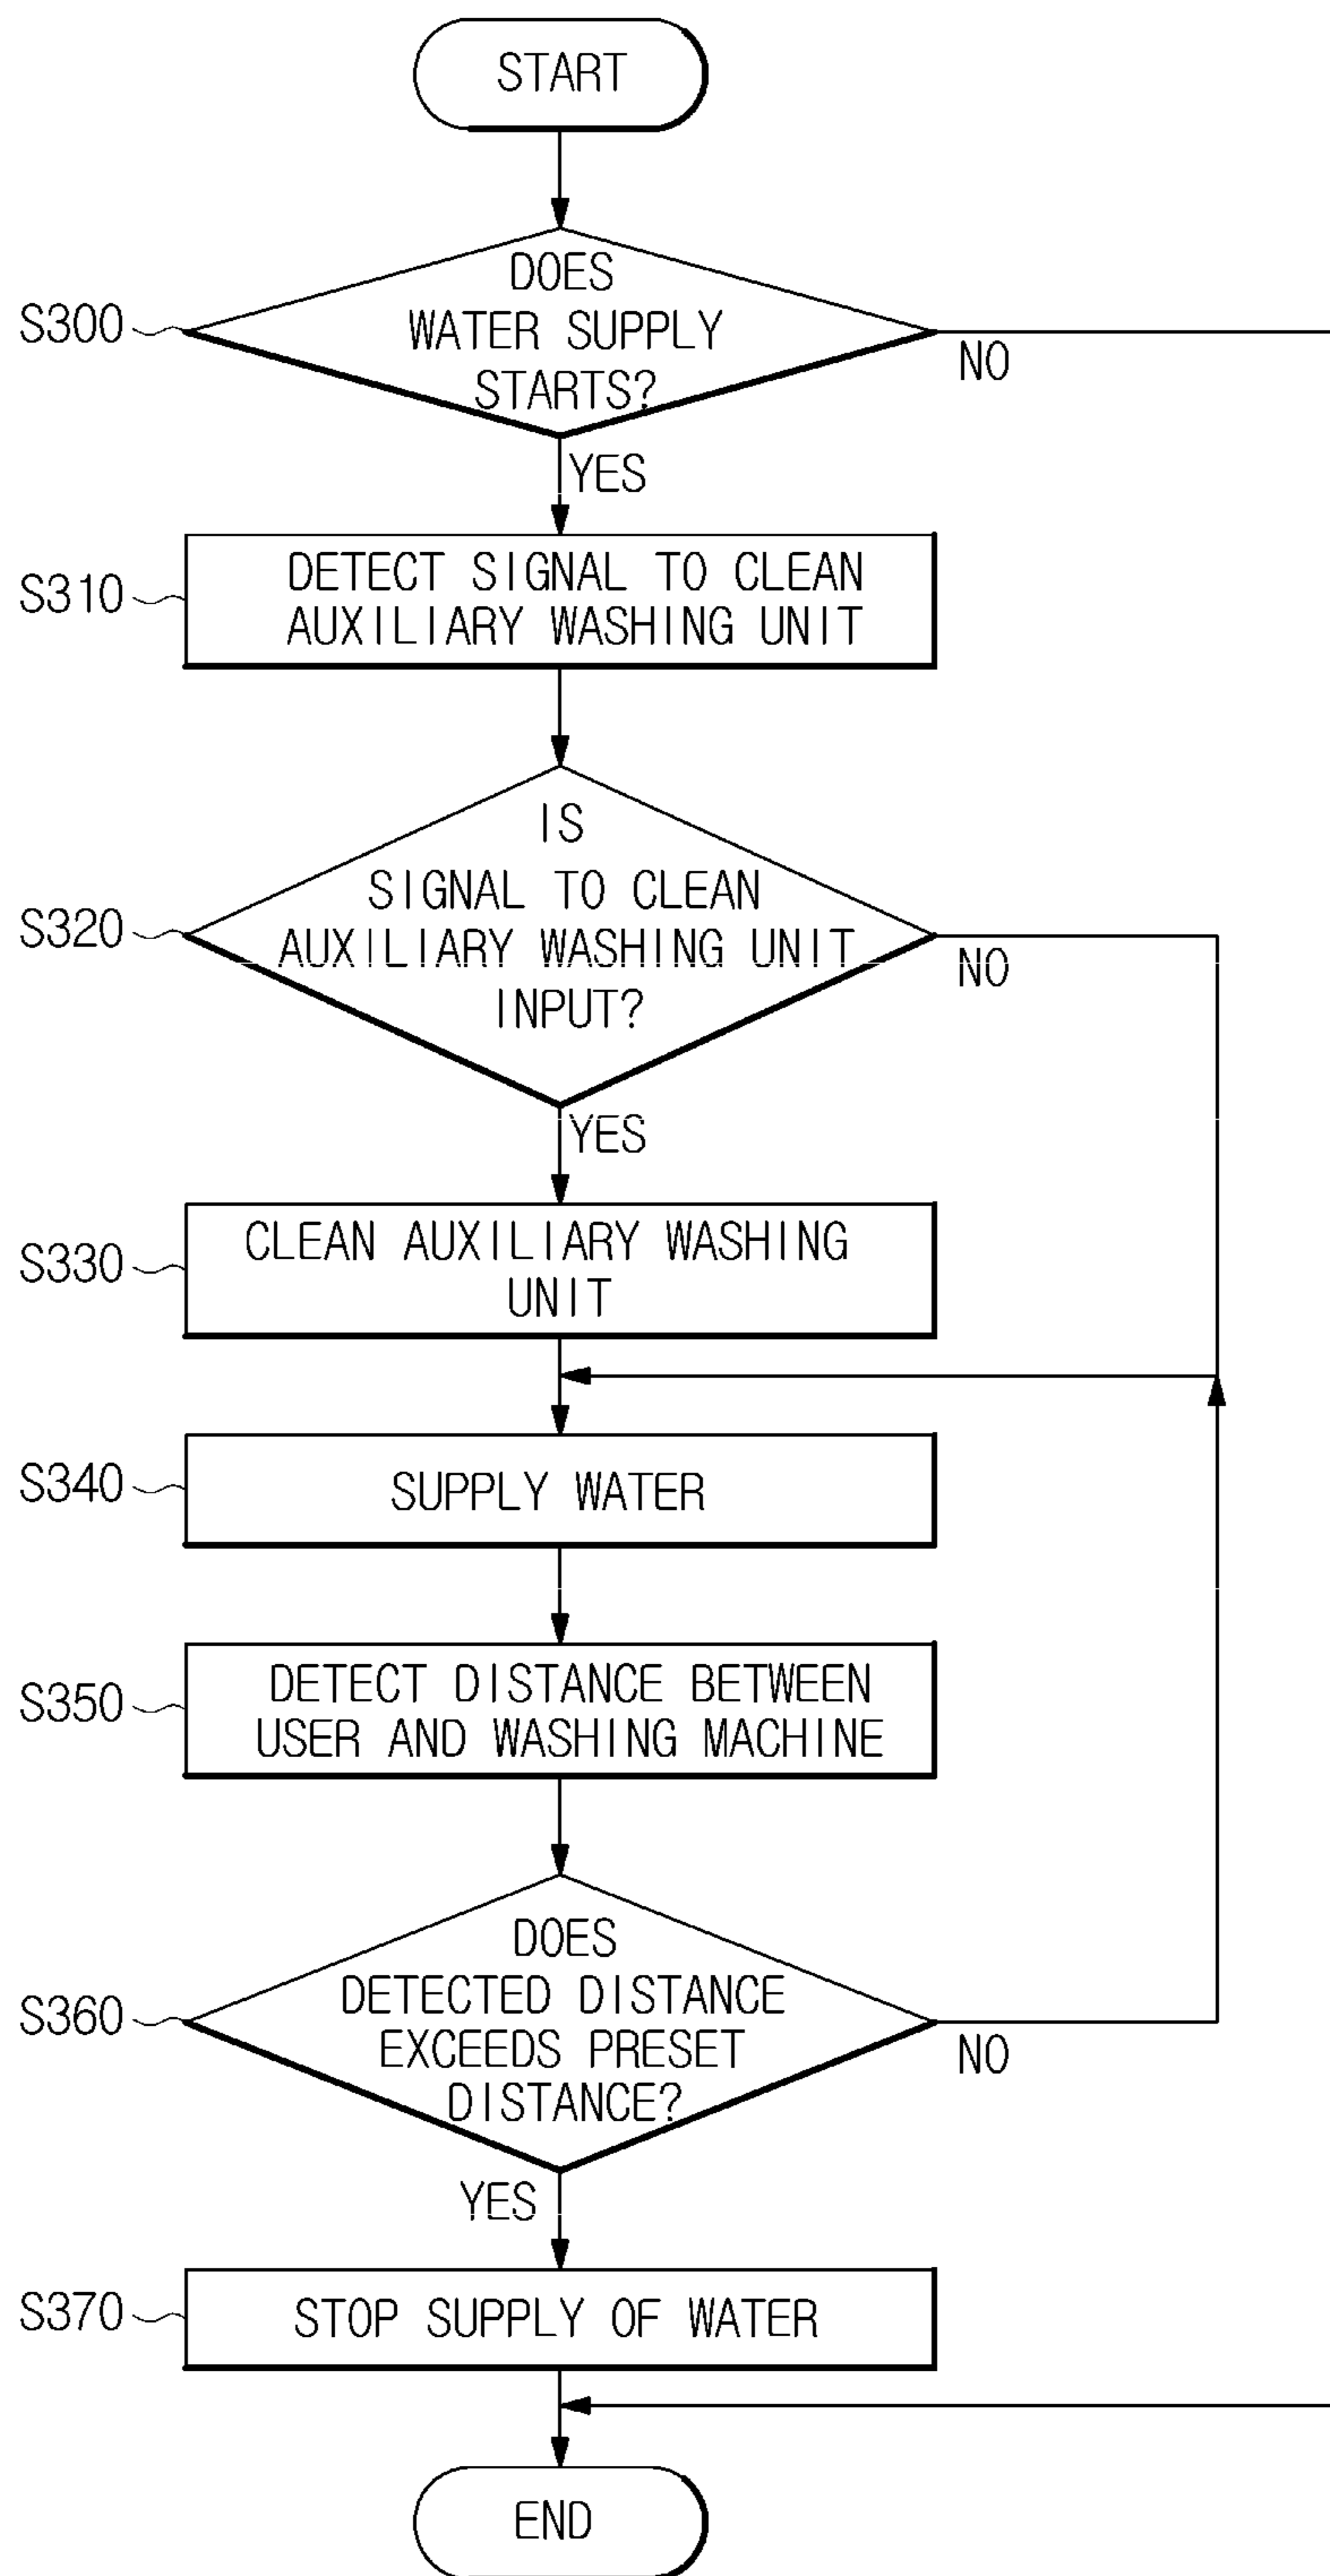 START
DOES
WATER SUPPLY
STARTS?
S300
NO
YES
DETECT SIGNAL TO CLEAN
AUXILIARY WASHING UNIT
S310
IS
SIGNAL TO CLEAN
AUXILIARY WASHING UNIT
INPUT?
S320
NO
YES
CLEAN AUXILIARY WASHING
UNIT
S330
SUPPLY WATER
S340
DETECT DISTANCE BETWEEN
USER AND WASHING MACHINE
S350
DOES
DETECTED DISTANCE
EXCEEDS PRESET
DISTANCE?
S360
NO
YES
STOP SUPPLY OF WATER
S370
END